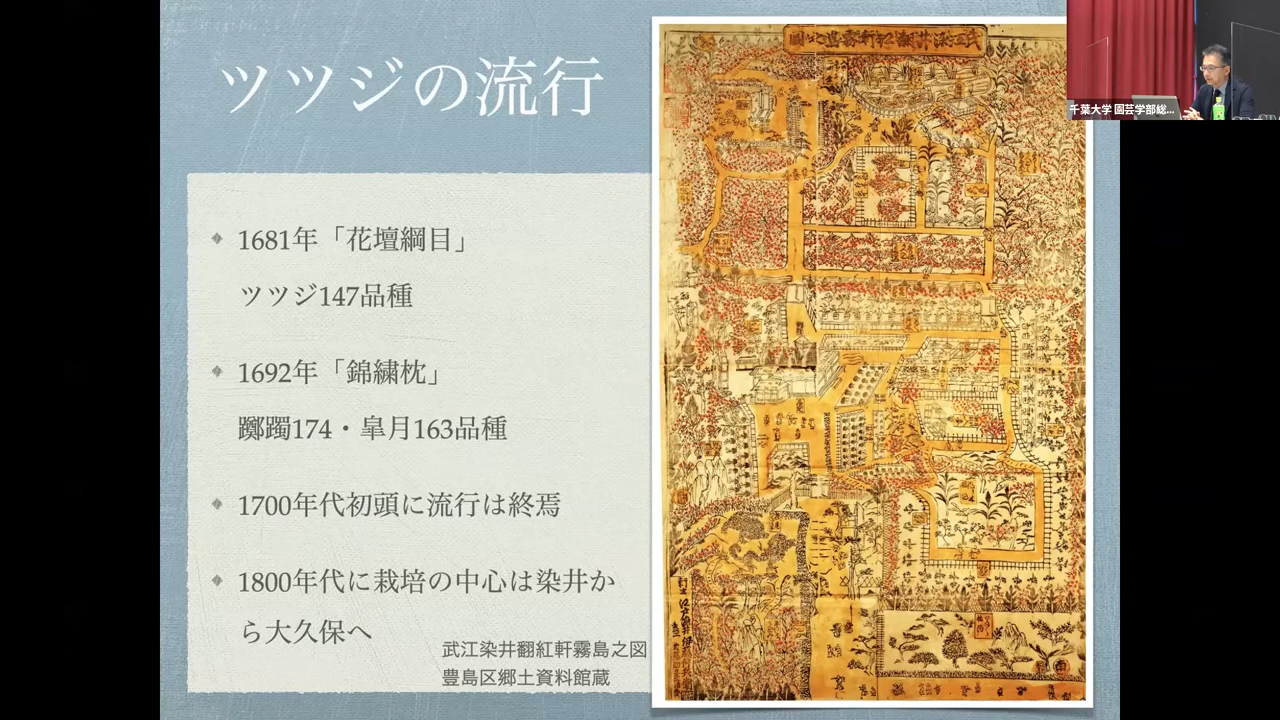 ツツジの流行
1681年「花壇綱目」
ツツジ147品種
1692年「錦繍枕」
躑躅174・皐月163品種
1700年代初頭に流行は終焉
1800年代に栽培の中心は染井か
ら大久保へ
武江染井翻紅軒霧島之図
豊島区郷土資料館蔵
千葉大学 園芸学部総...